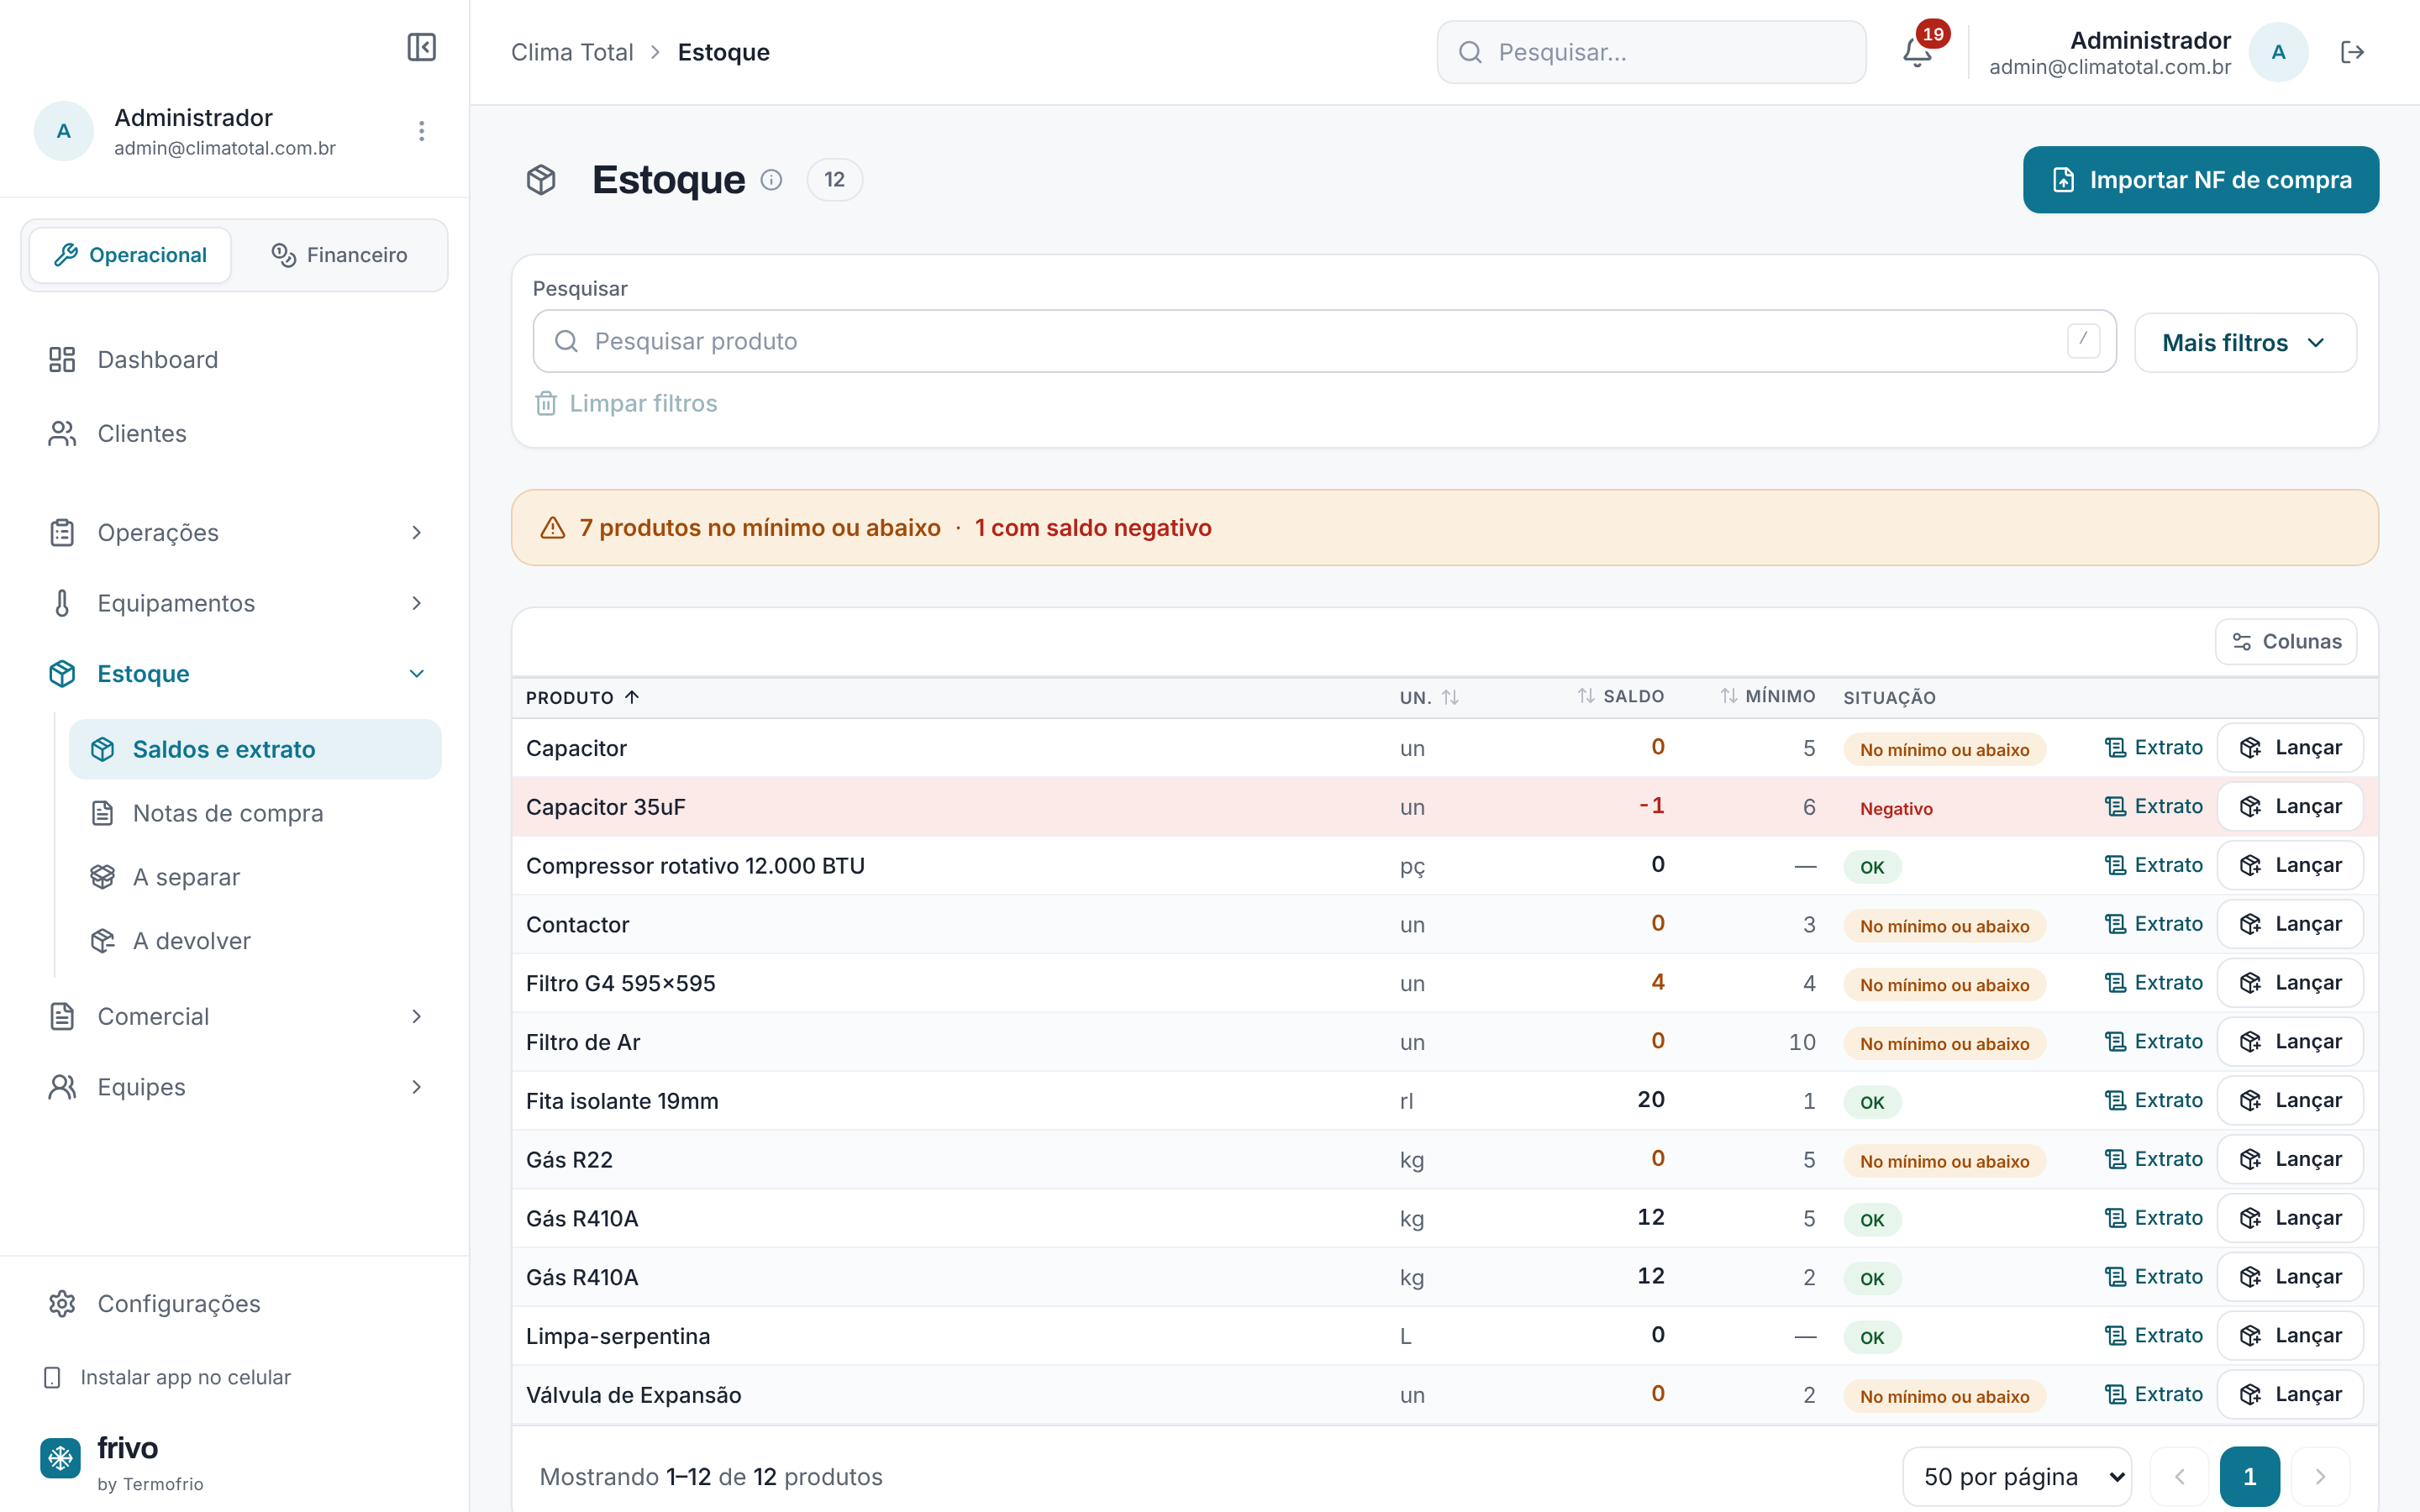 Clima Total > Estoque
Pesquisar...
19
Administrador
admin@climatotal.com.br
A
A
Administrador
admin@climatotal.com.br
Operacional
Financeiro
Dashboard
Clientes
Operações
Equipamentos
Estoque
Saldos e extrato
Notas de compra
A separar
A devolver
Comercial
Equipes
Configurações
Instalar app no celular
frivo
by Termofrio
Estoque 12
Importar NF de compra
Pesquisar
Pesquisar produto /
Mais filtros
Limpar filtros
7 produtos no mínimo ou abaixo · 1 com saldo negativo
Colunas
PRODUTO UN. SALDO MÍNIMO SITUAÇÃO
Capacitor un 0 5 No mínimo ou abaixo Extrato Lançar
Capacitor 35uF un -1 6 Negativo Extrato Lançar
Compressor rotativo 12.000 BTU pç 0 — OK Extrato Lançar
Contactor un 0 3 No mínimo ou abaixo Extrato Lançar
Filtro G4 595×595 un 4 4 No mínimo ou abaixo Extrato Lançar
Filtro de Ar un 0 10 No mínimo ou abaixo Extrato Lançar
Fita isolante 19mm rl 20 1 OK Extrato Lançar
Gás R22 kg 0 5 No mínimo ou abaixo Extrato Lançar
Gás R410A kg 12 5 OK Extrato Lançar
Gás R410A kg 12 2 OK Extrato Lançar
Limpa-serpentina L 0 — OK Extrato Lançar
Válvula de Expansão un 0 2 No mínimo ou abaixo Extrato Lançar
Mostrando 1–12 de 12 produtos
50 por página
1